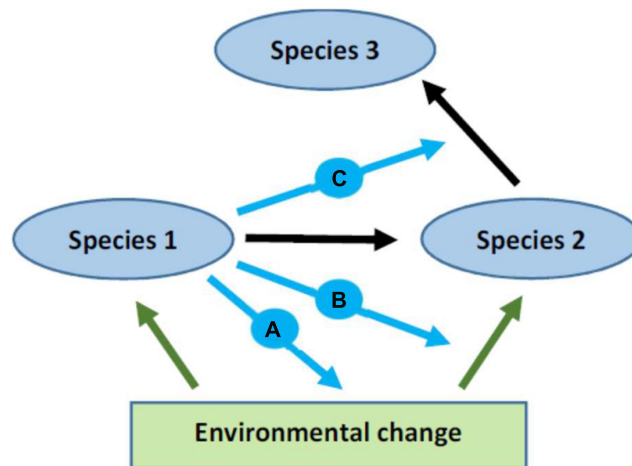 Species 3
C
Species 1
Species 2
B
A
Environmental change